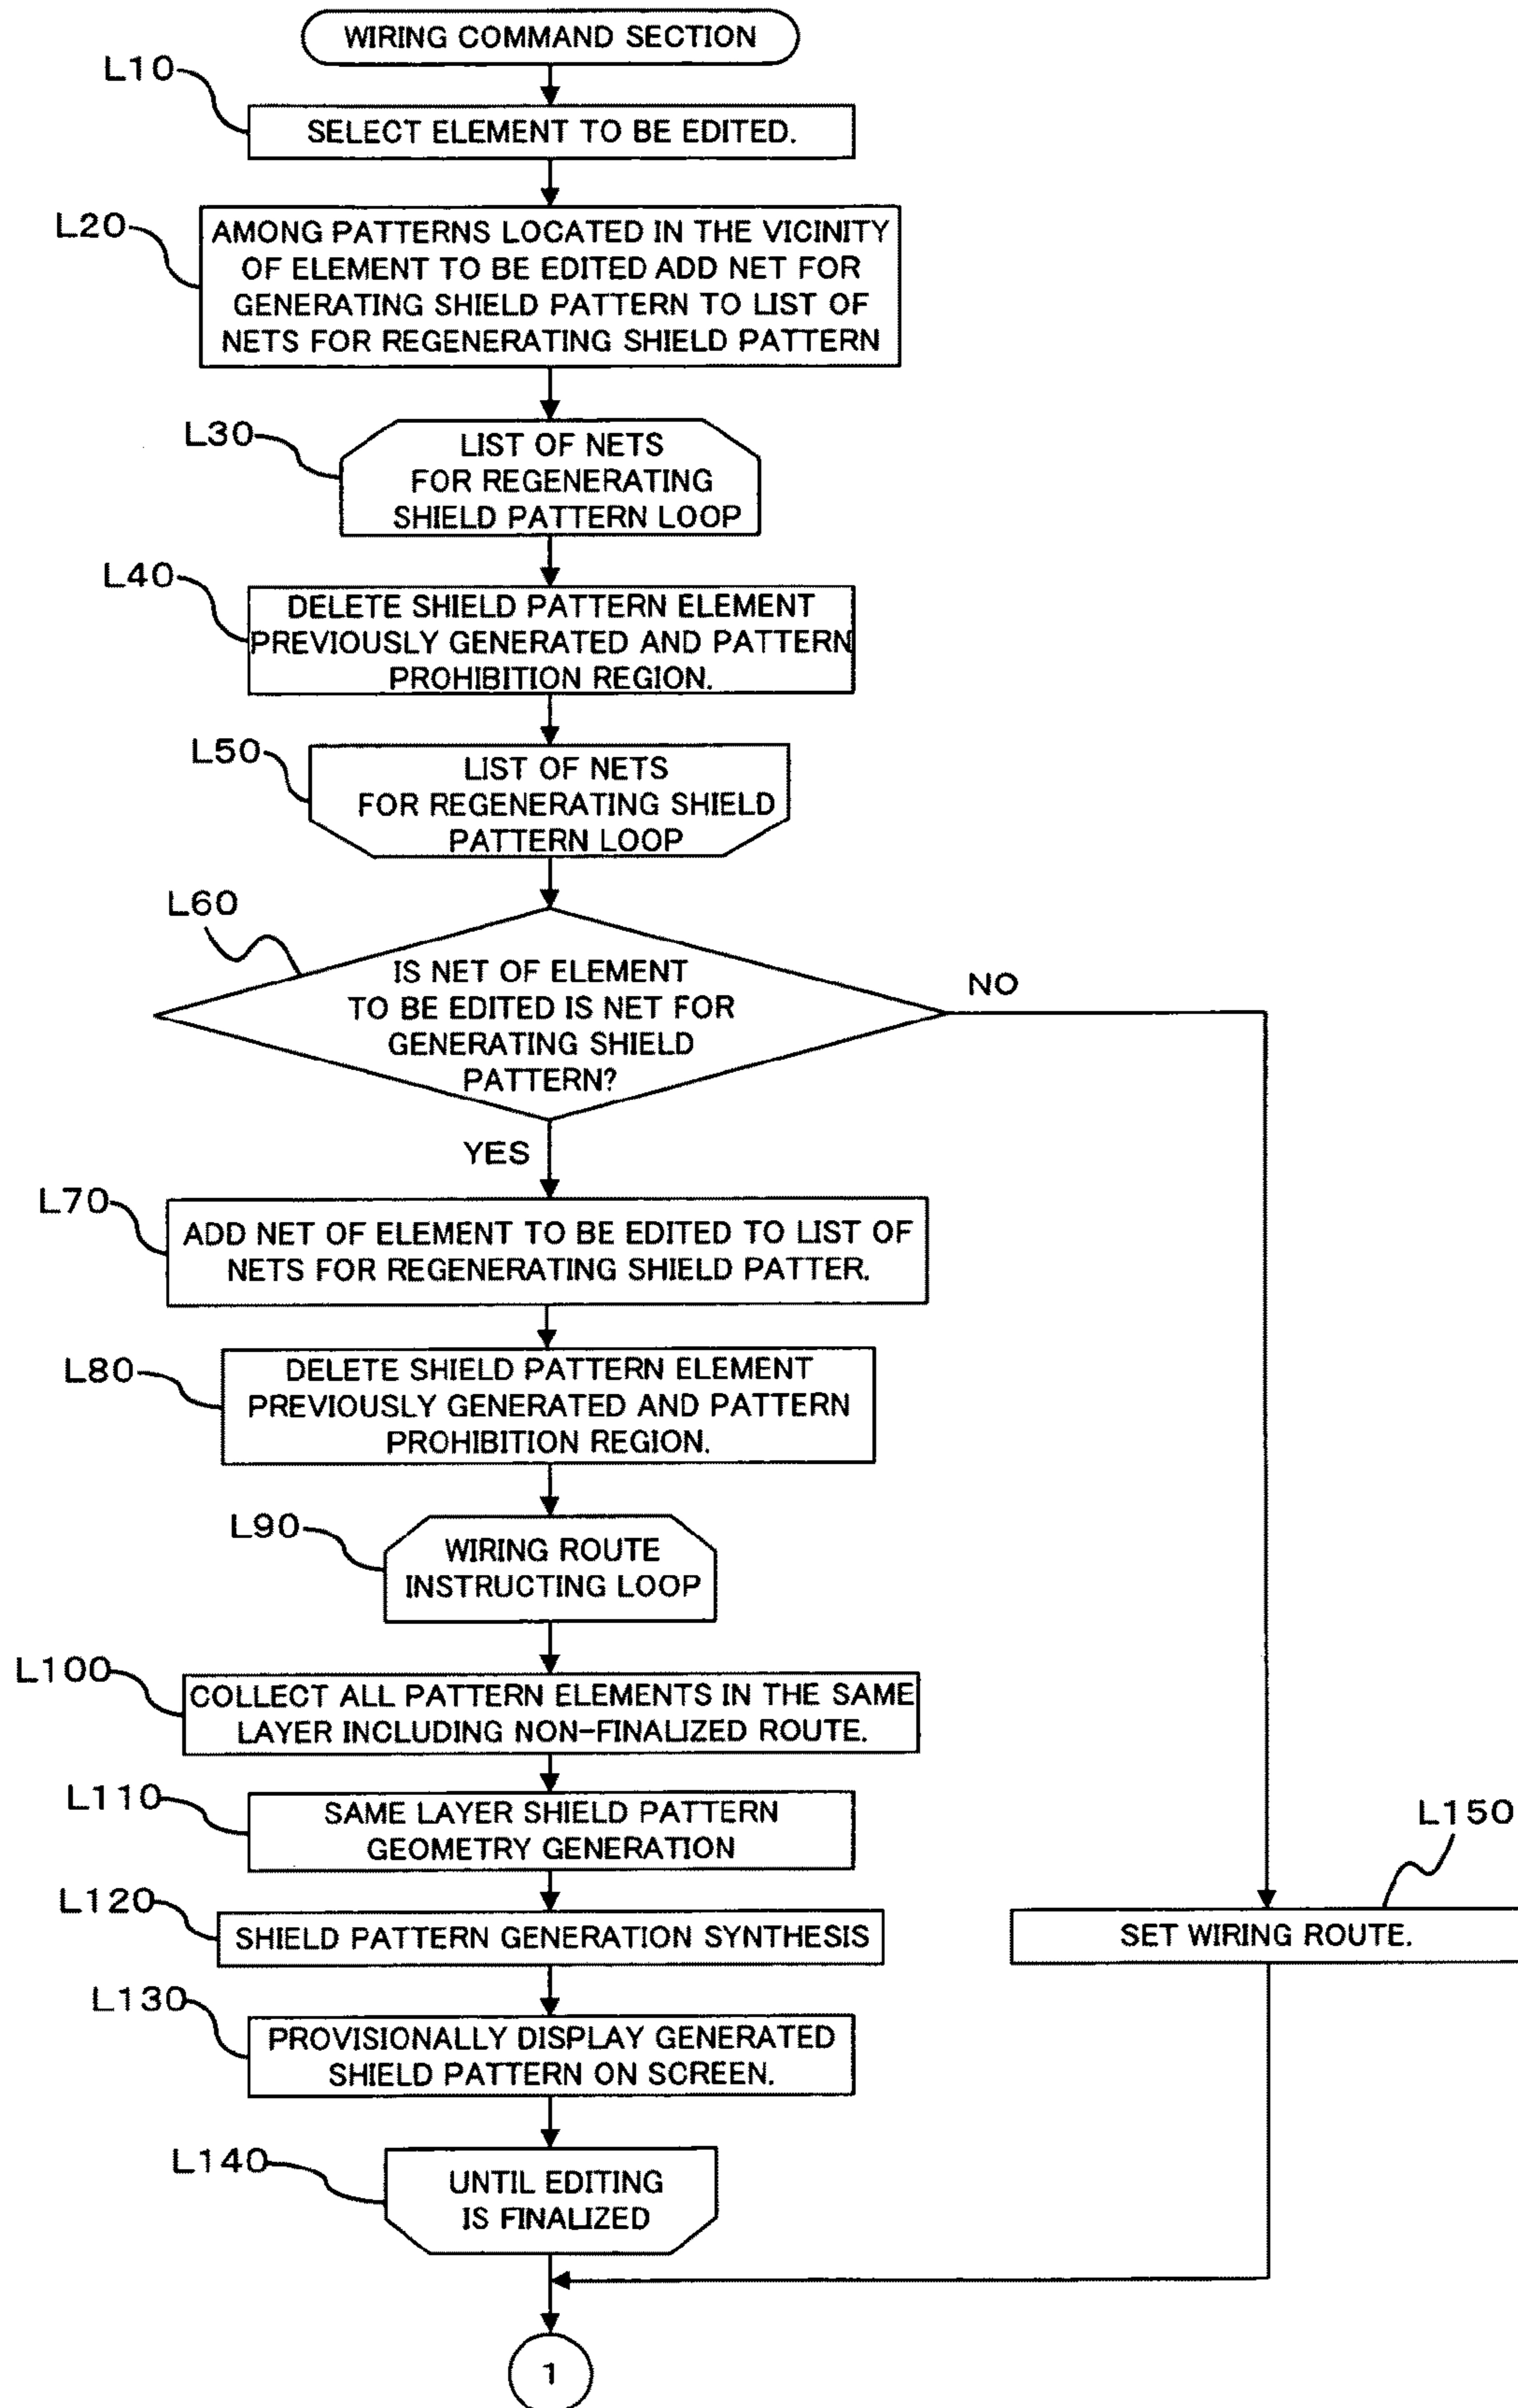 WIRING COMMAND SECTION
L10
SELECT ELEMENT TO BE EDITED.
L20
AMONG PATTERNS LOCATED IN THE VICINITY
OF ELEMENT TO BE EDITED ADD NET FOR
GENERATING SHIELD PATTERN TO LIST OF
NETS FOR REGENERATING SHIELD PATTERN
L30
LIST OF NETS
FOR REGENERATING
SHIELD PATTERN LOOP
L40
DELETE SHIELD PATTERN ELEMENT
PREVIOUSLY GENERATED AND PATTERN
PROHIBITION REGION.
L50
LIST OF NETS
FOR REGENERATING SHIELD
PATTERN LOOP
L60
IS NET OF ELEMENT
TO BE EDITED IS NET FOR
GENERATING SHIELD
PATTERN?
NO
YES
L70
ADD NET OF ELEMENT TO BE EDITED TO LIST OF
NETS FOR REGENERATING SHIELD PATTER.
L80
DELETE SHIELD PATTERN ELEMENT
PREVIOUSLY GENERATED AND PATTERN
PROHIBITION REGION.
L90
WIRING ROUTE
INSTRUCTING LOOP
L100
COLLECT ALL PATTERN ELEMENTS IN THE SAME
LAYER INCLUDING NON-FINALIZED ROUTE.
L110
SAME LAYER SHIELD PATTERN
GEOMETRY GENERATION
L120
SHIELD PATTERN GENERATION SYNTHESIS
L150
SET WIRING ROUTE.
L130
PROVISIONALLY DISPLAY GENERATED
SHIELD PATTERN ON SCREEN.
L140
UNTIL EDITING
IS FINALIZED
1